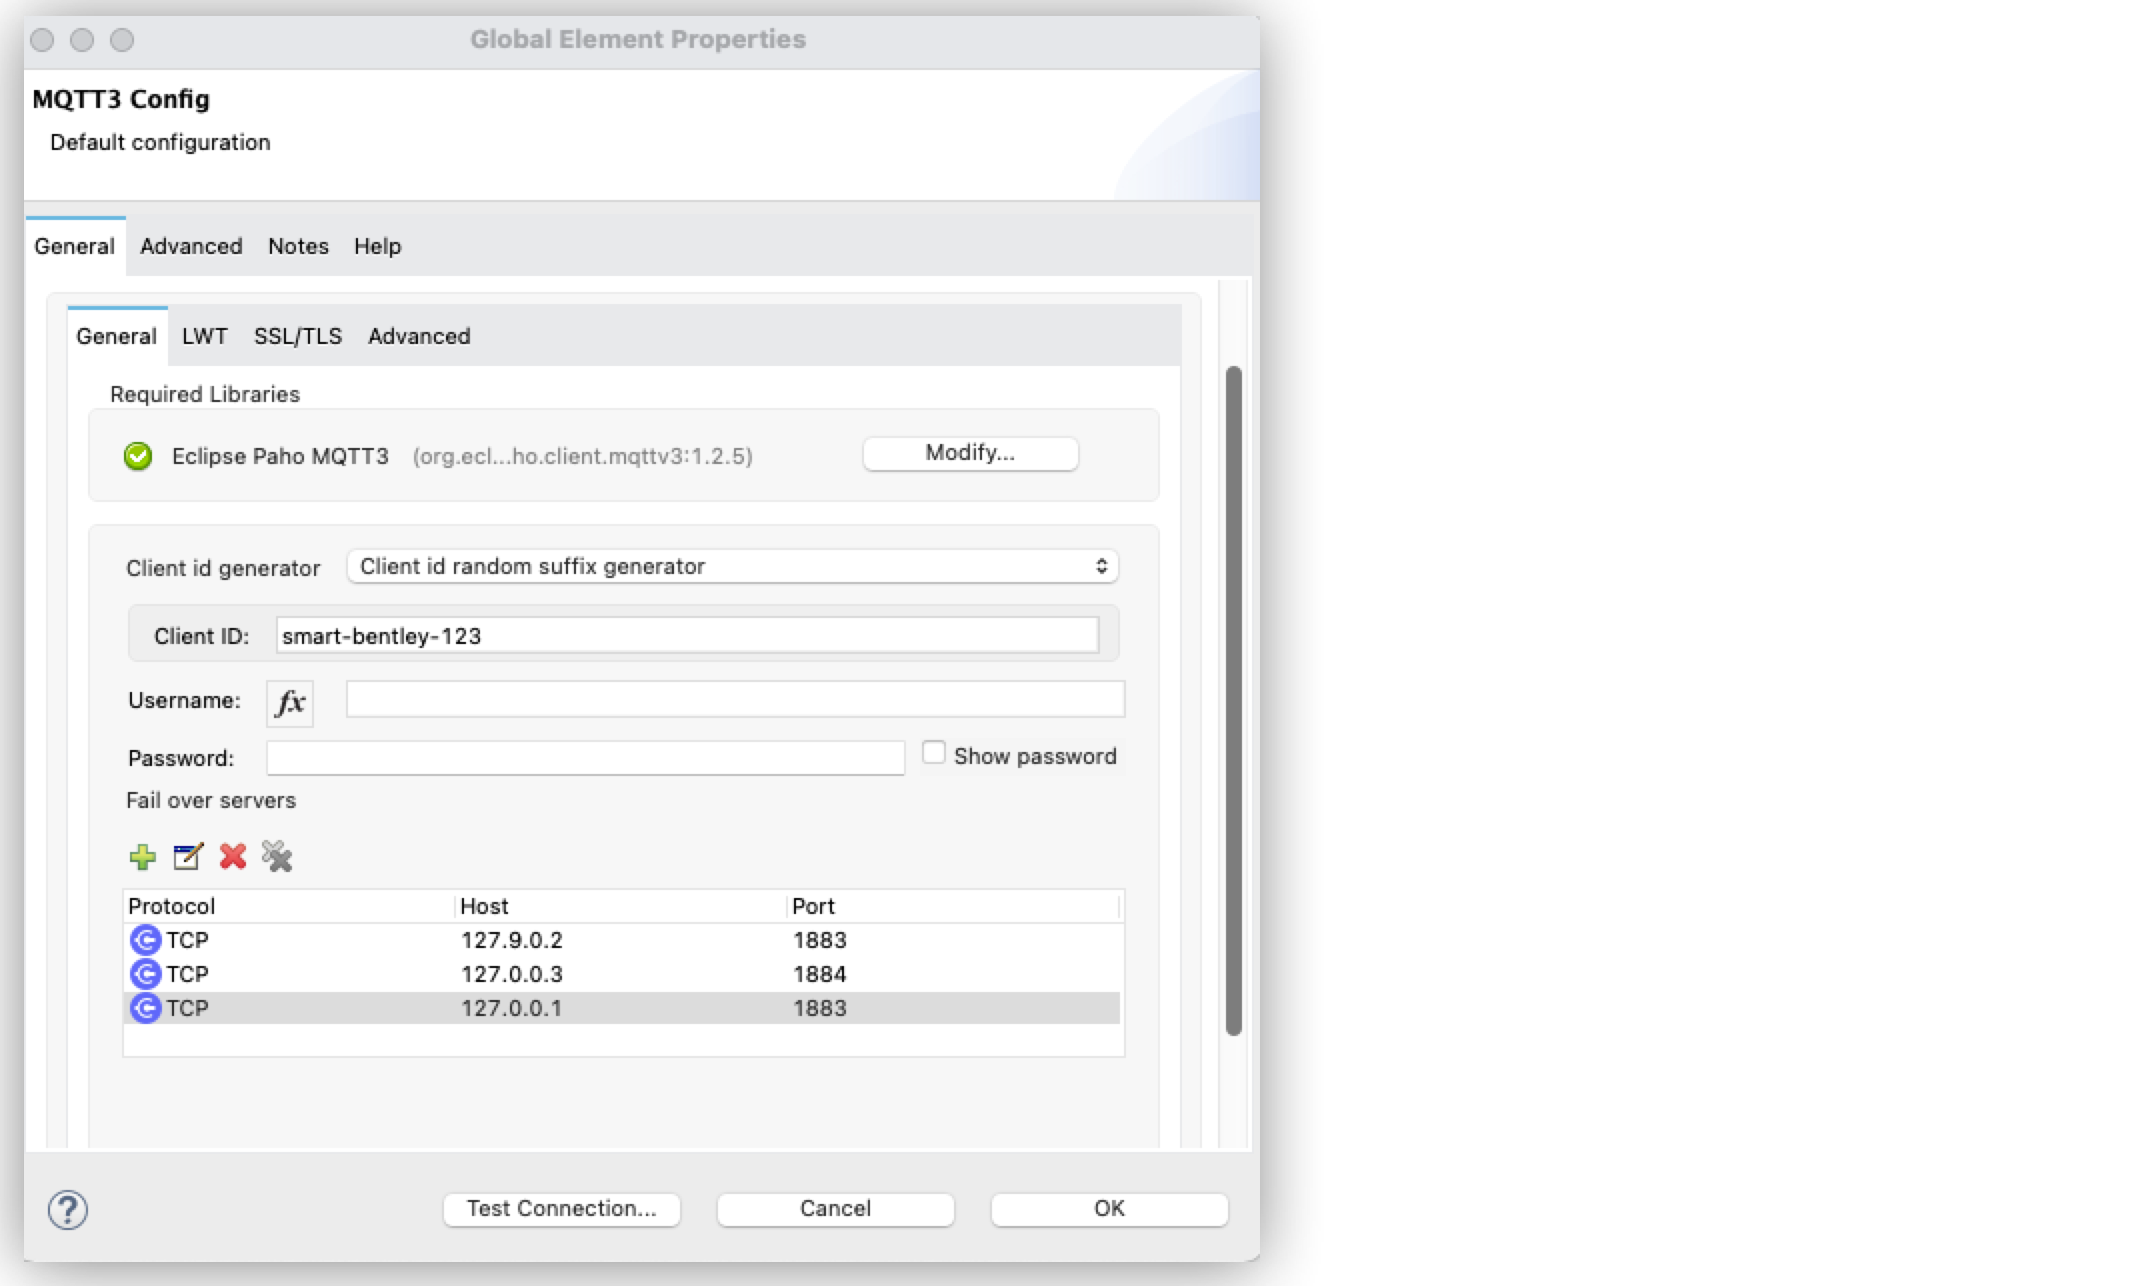 Global Element Properties
MQTT3 Config
Default configuration
General Advanced Notes Help
General LWT SSL/TLS Advanced
Required Libraries
Eclipse Paho MQTT3 (org.ecl...ho.client.mqttv3:1.2.5) Modify...
Client id generator Client id random suffix generator
Client ID: smart-bentley-123
Username: fx
Password: Show password
Fail over servers
Protocol Host Port
TCP 127.9.0.2 1883
TCP 127.0.0.3 1884
TCP 127.0.0.1 1883
? Test Connection... Cancel OK